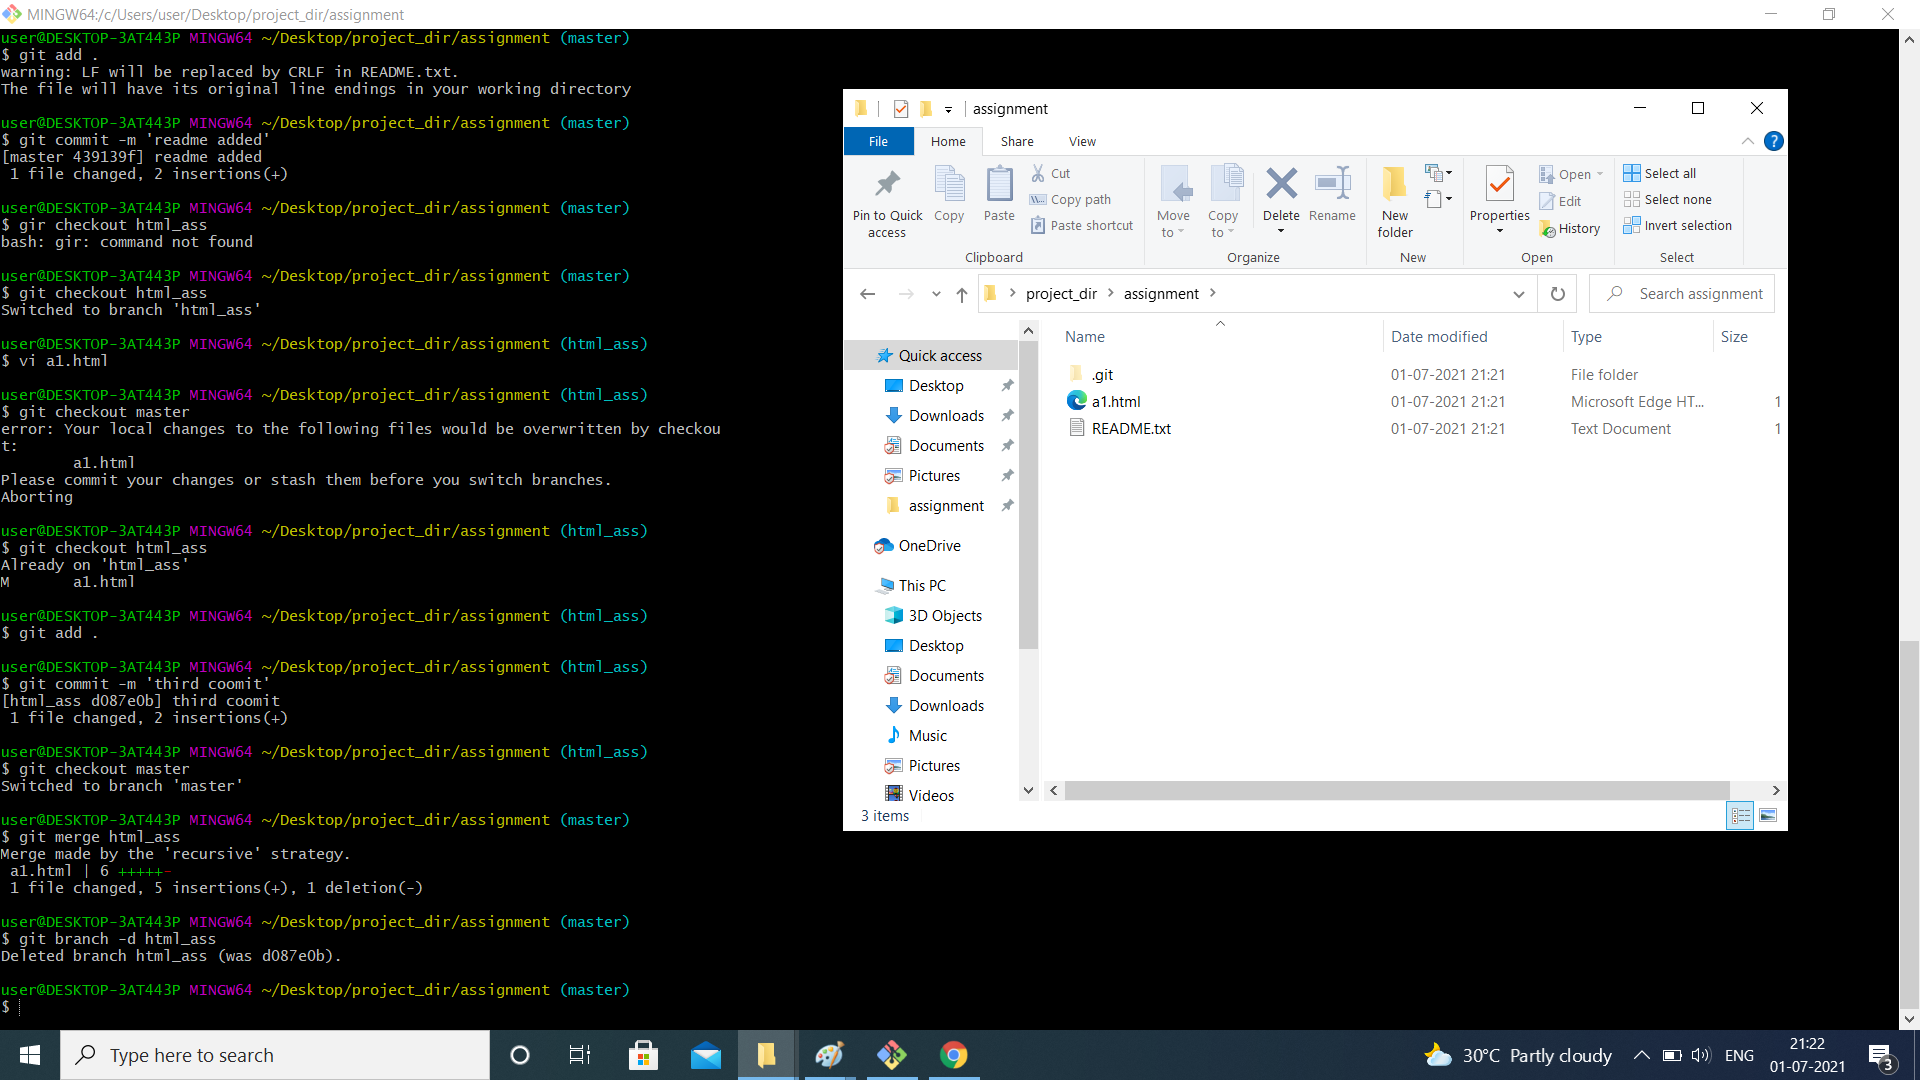 MINGW64:/c/Users/user/Desktop/project_dir/assignment
user@DESKTOP-3AT443P MINGW64 ~/Desktop/project_dir/assignment (master)
$ git add .
warning: LF will be replaced by CRLF in README.txt.
The file will have its original line endings in your working directory
user@DESKTOP-3AT443P MINGW64 ~/Desktop/project_dir/assignment (master)
$ git commit -m 'readme added'
[master 439139f] readme added
 1 file changed, 2 insertions(+)
user@DESKTOP-3AT443P MINGW64 ~/Desktop/project_dir/assignment (master)
$ gir checkout html_ass
bash: gir: command not found
user@DESKTOP-3AT443P MINGW64 ~/Desktop/project_dir/assignment (master)
$ git checkout html_ass
Switched to branch 'html_ass'
user@DESKTOP-3AT443P MINGW64 ~/Desktop/project_dir/assignment (html_ass)
$ vi a1.html
user@DESKTOP-3AT443P MINGW64 ~/Desktop/project_dir/assignment (html_ass)
$ git checkout master
error: Your local changes to the following files would be overwritten by checkou
t:
        a1.html
Please commit your changes or stash them before you switch branches.
Aborting
user@DESKTOP-3AT443P MINGW64 ~/Desktop/project_dir/assignment (html_ass)
$ git checkout html_ass
Already on 'html_ass'
M       a1.html
user@DESKTOP-3AT443P MINGW64 ~/Desktop/project_dir/assignment (html_ass)
$ git add .
user@DESKTOP-3AT443P MINGW64 ~/Desktop/project_dir/assignment (html_ass)
$ git commit -m 'third coomit'
[html_ass d087e0b] third coomit
 1 file changed, 2 insertions(+)
user@DESKTOP-3AT443P MINGW64 ~/Desktop/project_dir/assignment (html_ass)
$ git checkout master
Switched to branch 'master'
user@DESKTOP-3AT443P MINGW64 ~/Desktop/project_dir/assignment (master)
$ git merge html_ass
Merge made by the 'recursive' strategy.
 a1.html | 6 +++++-
 1 file changed, 5 insertions(+), 1 deletion(-)
user@DESKTOP-3AT443P MINGW64 ~/Desktop/project_dir/assignment (master)
$ git branch -d html_ass
Deleted branch html_ass (was d087e0b).
user@DESKTOP-3AT443P MINGW64 ~/Desktop/project_dir/assignment (master)
$
assignment
File Home Share View
Pin to Quick access
Copy
Paste
Cut
Copy path
Paste shortcut
Clipboard
Move to
Copy to
Delete
Rename
Organize
New folder
New
Properties
Open
Edit
History
Open
Select all
Select none
Invert selection
Select
project_dir > assignment >
Search assignment
Quick access
Desktop
Downloads
Documents
Pictures
assignment
OneDrive
This PC
3D Objects
Desktop
Documents
Downloads
Music
Pictures
Videos
Name Date modified Type Size
.git 01-07-2021 21:21 File folder
a1.html 01-07-2021 21:21 Microsoft Edge HT... 1
README.txt 01-07-2021 21:21 Text Document 1
3 items
Type here to search
30°C Partly cloudy
ENG
21:22
01-07-2021
3